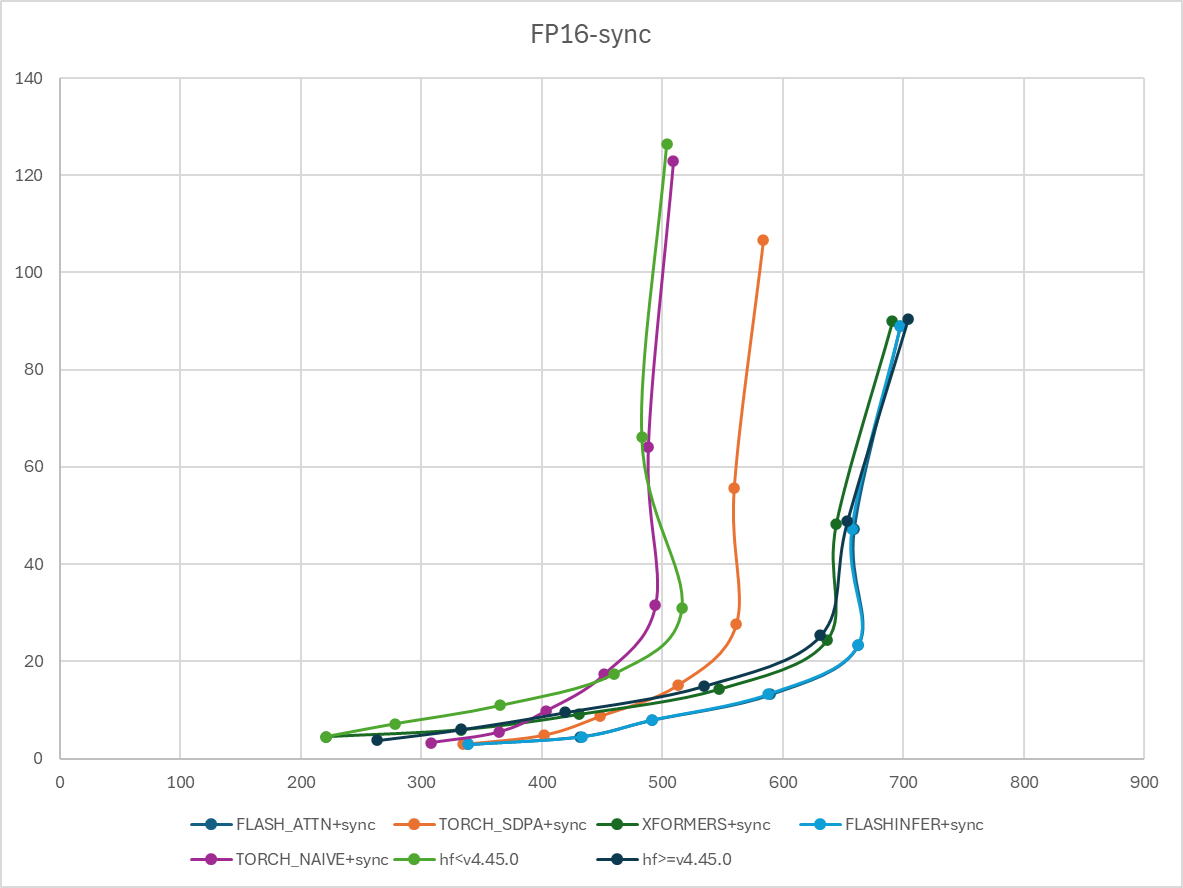 FP16-sync
140
120
100
80
60
40
20
0
0 100 200 300 400 500 600 700 800 900
FLASH_ATTN+sync TORCH_SDPA+sync XFORMERS+sync FLASHINFER+sync
TORCH_NAIVE+sync hf<v4.45.0 hf>=v4.45.0